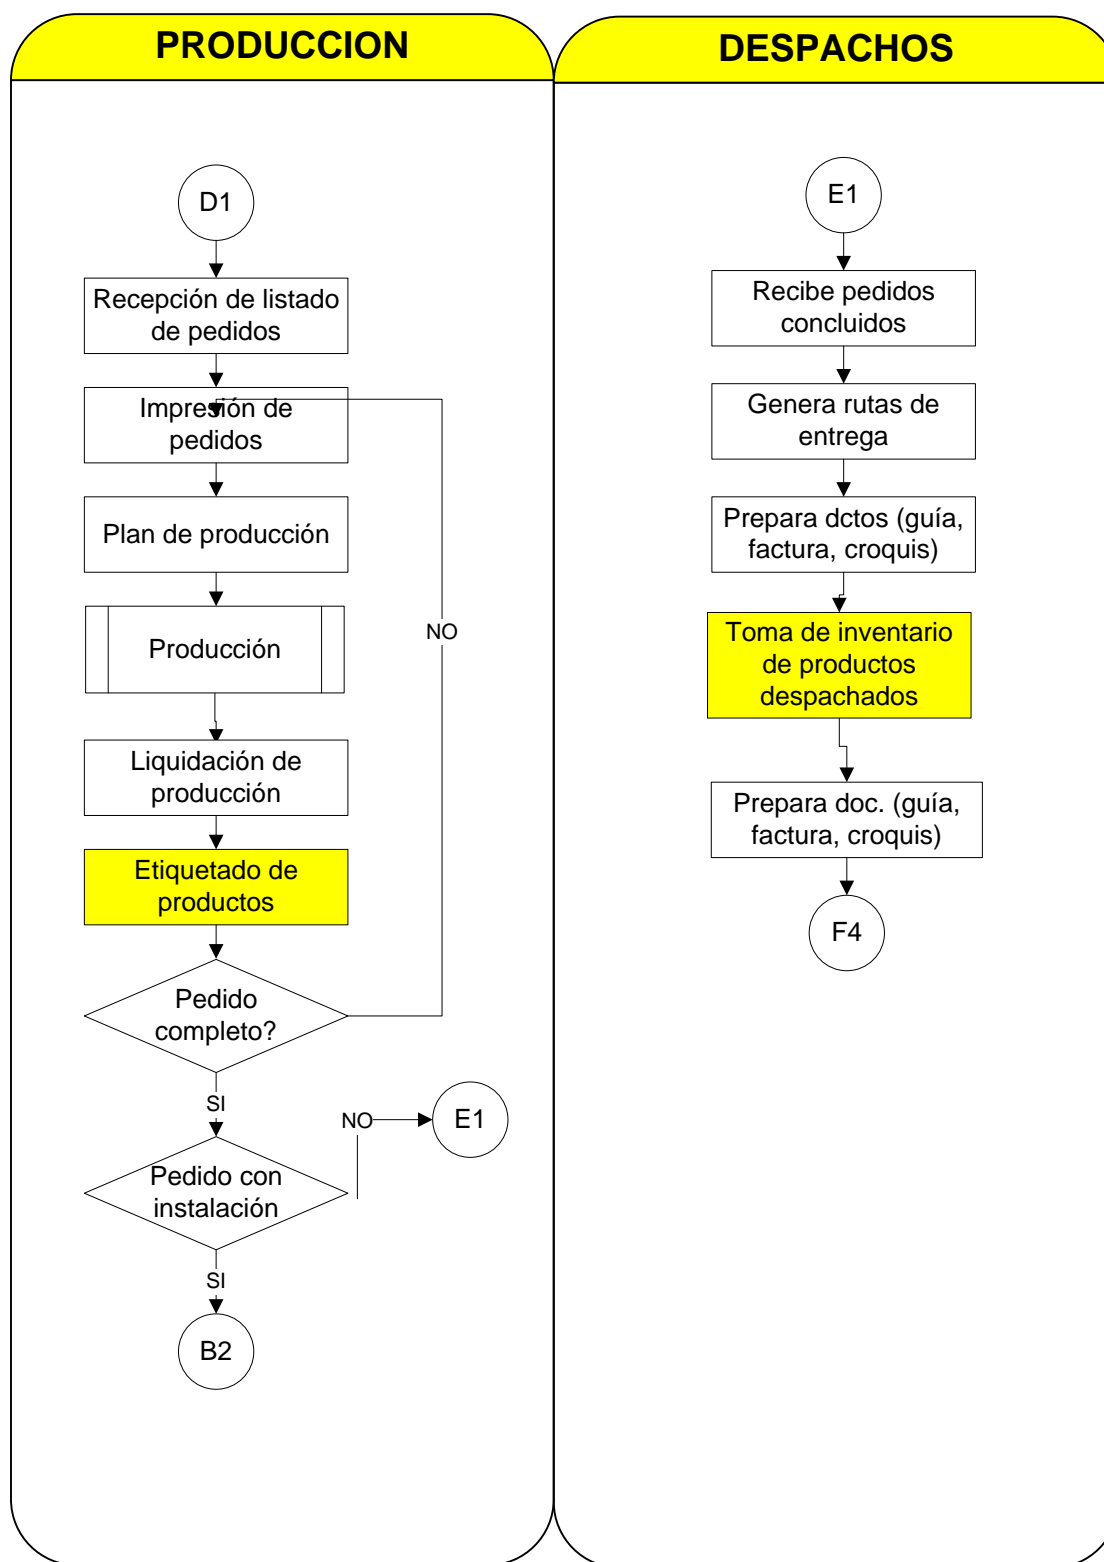 PRODUCCION
D1
Recepción de listado
de pedidos
Impresión de
pedidos
Plan de producción
Producción
NO
Liquidación de
producción
Etiquetado de
productos
Pedido
completo?
SI
NO
E1
Pedido con
instalación
SI
B2
DESPACHOS
E1
Recibe pedidos
concluidos
Genera rutas de
entrega
Prepara dctos (guía,
factura, croquis)
Toma de inventario
de productos
despachados
Prepara doc. (guía,
factura, croquis)
F4